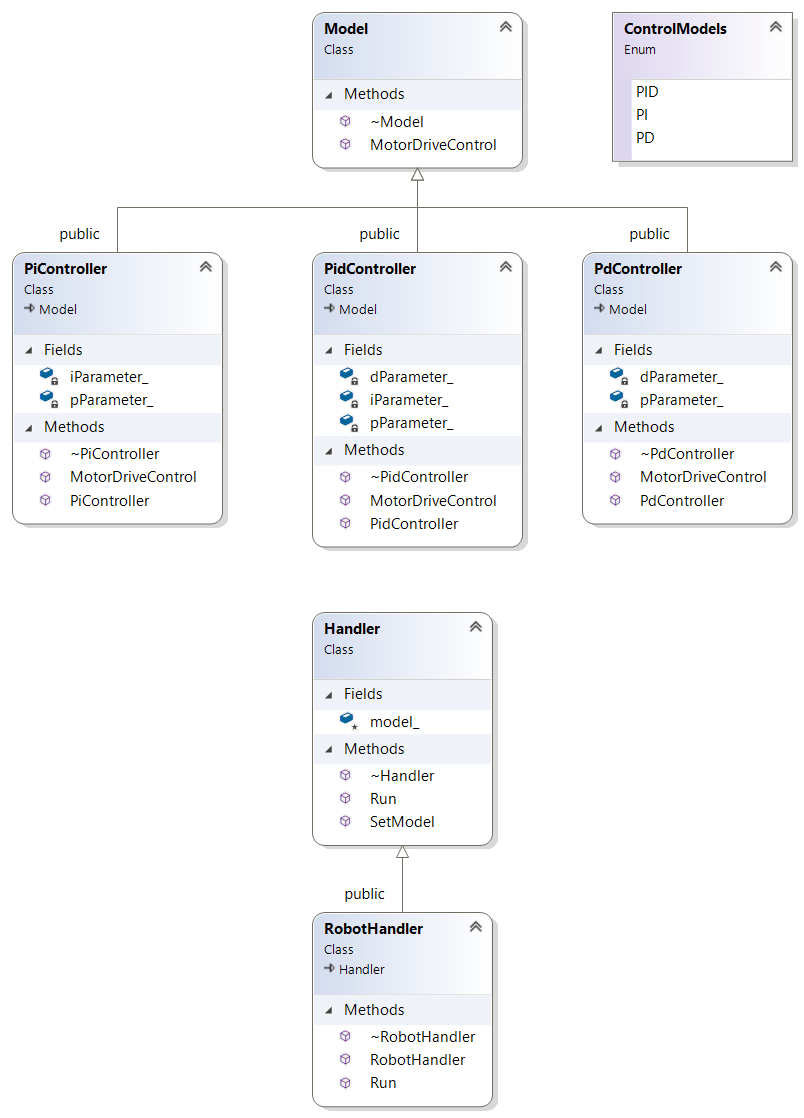 Model
Class
Methods
~Model
MotorDriveControl
ControlModels
Enum
PID
PI
PD
public
public
public
PiController
Class
Model
Fields
iParameter_
pParameter_
Methods
~PiController
MotorDriveControl
PiController
PidController
Class
Model
Fields
dParameter_
iParameter_
pParameter_
Methods
~PidController
MotorDriveControl
PidController
PdController
Class
Model
Fields
dParameter_
pParameter_
Methods
~PdController
MotorDriveControl
PdController
Handler
Class
Fields
model_
Methods
~Handler
Run
SetModel
public
RobotHandler
Class
Handler
Methods
~RobotHandler
RobotHandler
Run